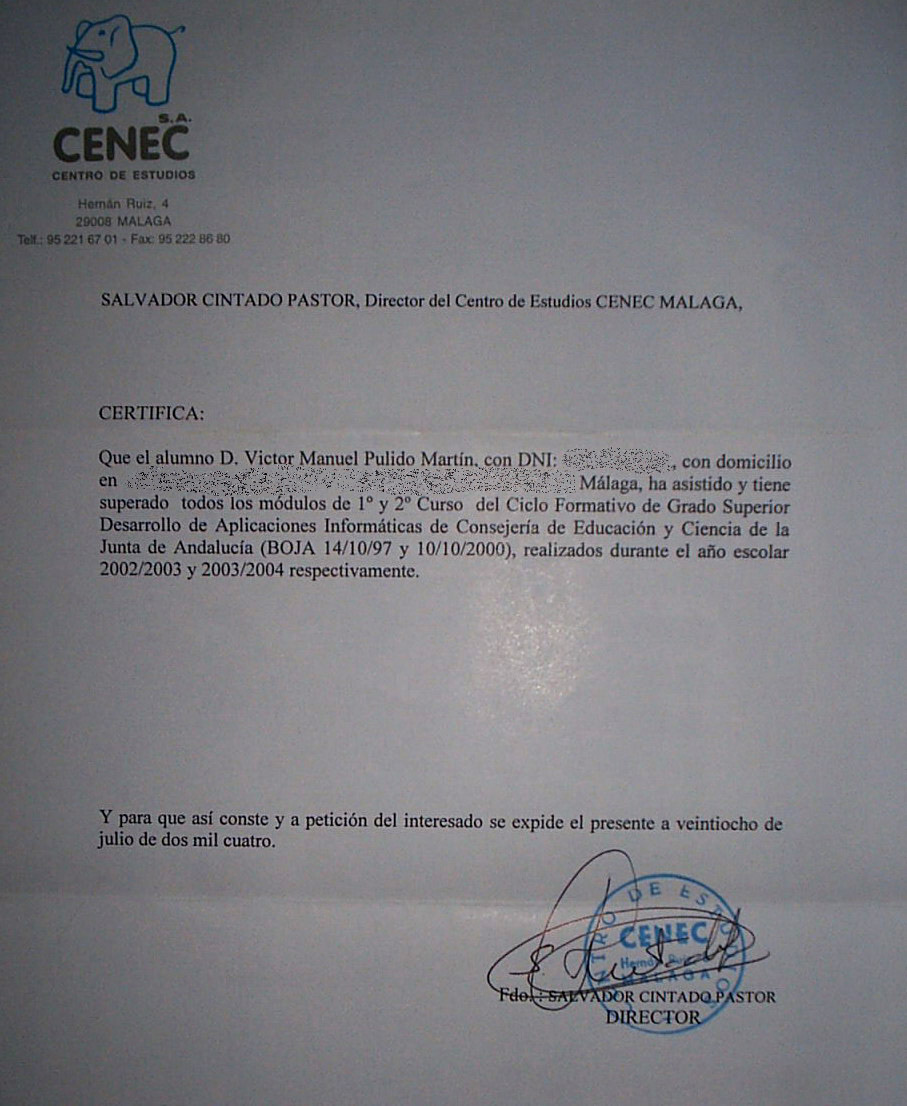 S.A.
CENEC
CENTRO DE ESTUDIOS
Hernán Ruiz, 4
29008 MALAGA
Telf.: 95 221 67 01 - Fax: 95 222 86 80
SALVADOR CINTADO PASTOR, Director del Centro de Estudios CENEC MALAGA,
CERTIFICA:
Que el alumno D. Victor Manuel Pulido Martín, con DNI: , con domicilio
en Málaga, ha asistido y tiene
superado todos los módulos de 1º y 2º Curso del Ciclo Formativo de Grado Superior
Desarrollo de Aplicaciones Informáticas de Consejería de Educación y Ciencia de la
Junta de Andalucía (BOJA 14/10/97 y 10/10/2000), realizados durante el año escolar
2002/2003 y 2003/2004 respectivamente.
Y para que así conste y a petición del interesado se expide el presente a veintiocho de
julio de dos mil cuatro.
DE ESTUDIOS
CENEC
Hernán Ruiz
MALAGA
Fdo.: SALVADOR CINTADO PASTOR
DIRECTOR